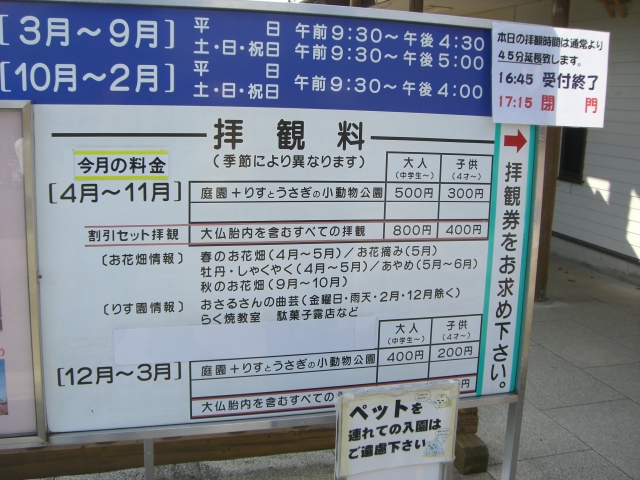 [3月～9月] 平日 午前9:30～午後4:30
土・日・祝日 午前9:30～午後5:00
[10月～2月] 平日
土・日・祝日 午前9:30～午後4:00
本日の拝観時間は通常より
45分延長致します。
16:45 受付終了
17:15 閉門
拝観料
(季節により異なります)
今月の料金
[4月～11月]
大人(中学生～) 子供(4才～)
庭園＋りすとうさぎの小動物公園 500円 300円
割引セット拝観 大仏胎内を含むすべての拝観 800円 400円
(お花畑情報) 春のお花畑(4月～5月)/お花摘み(5月)
牡丹・しゃくやく(4月～5月)/あやめ(5月～6月)
秋のお花畑(9月～10月)
(りす園情報) おさるさんの曲芸(金曜日・雨天・2月・12月除く)
らく焼教室 駄菓子露店など
[12月～3月]
大人(中学生～) 子供(4才～)
庭園＋りすとうさぎの小動物公園 400円 200円
大仏胎内を含むすべての 円
→拝観券をお求め下さい。
ペットを
連れての入園は
ご遠慮下さい